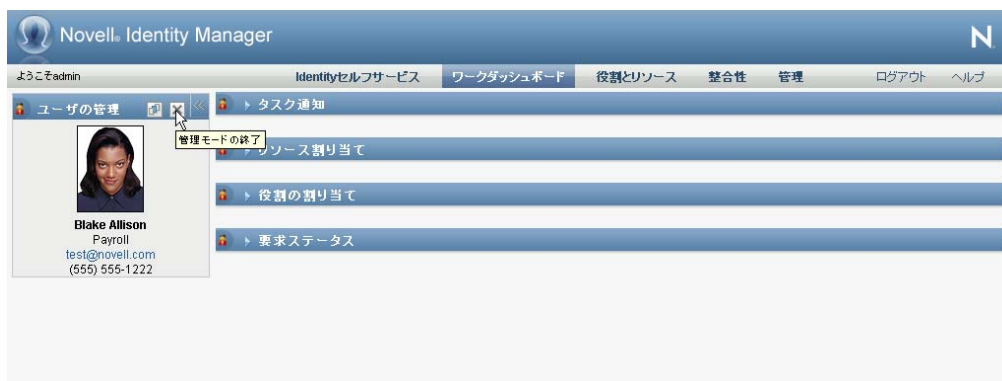 Novell® Identity Manager
N
ようこそadmin
Identityセルフサービス ワークダッシュボード 役割とリソース 整合性 管理 ログアウト ヘルプ
ユーザの管理
タスク通知
管理モードの終了
リソース割り当て
役割の割り当て
要求ステータス
Blake Allison
Payroll
test@novell.com
(555) 555-1222